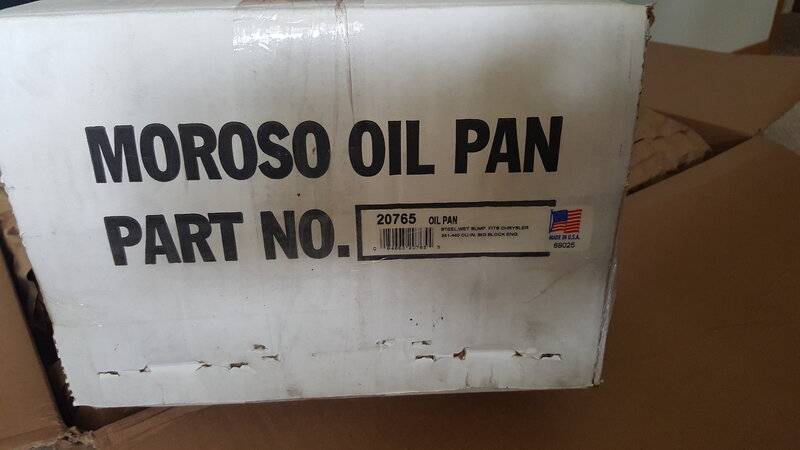 MOROSO OIL PAN
PART NO.
20765 OIL PAN
STEEL, WET SUMP, FITS CHRYSLER
BIG BLOCK ENG.
MADE IN U.S.A.
68025